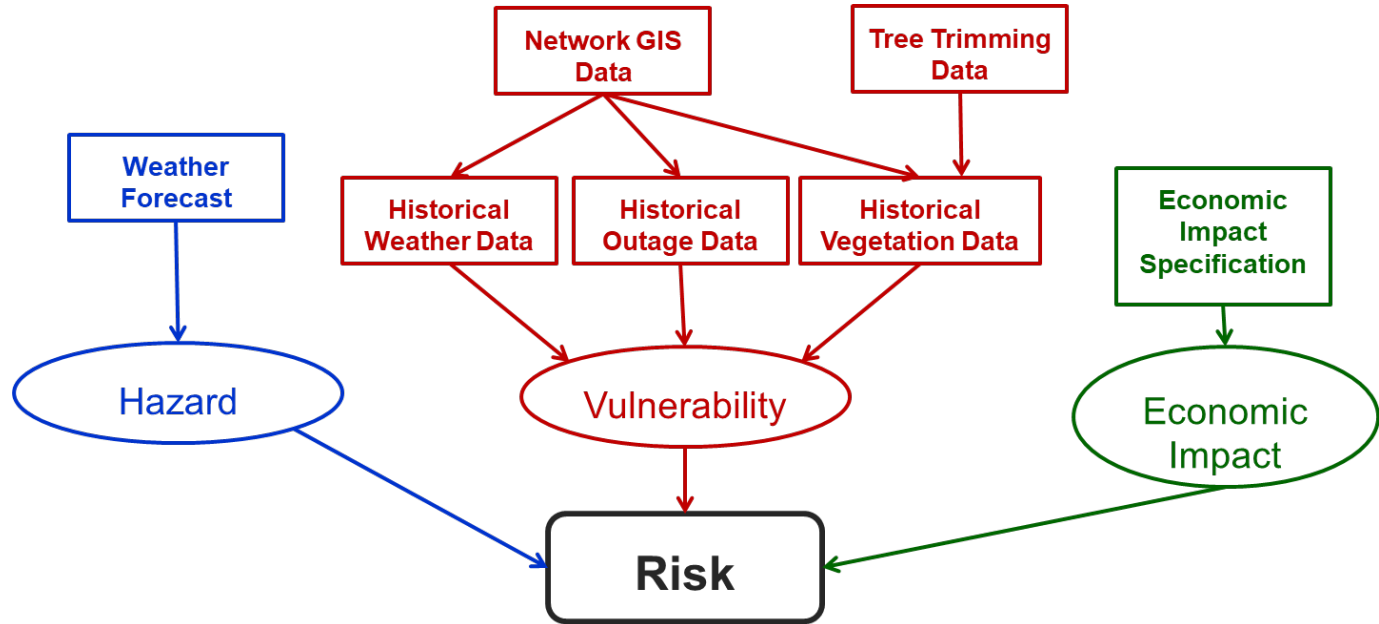 Network GIS
Data
Tree Trimming
Data
Weather
Forecast
Historical
Weather Data
Historical
Outage Data
Historical
Vegetation Data
Economic
Impact
Specification
Hazard
Vulnerability
Economic
Impact
Risk